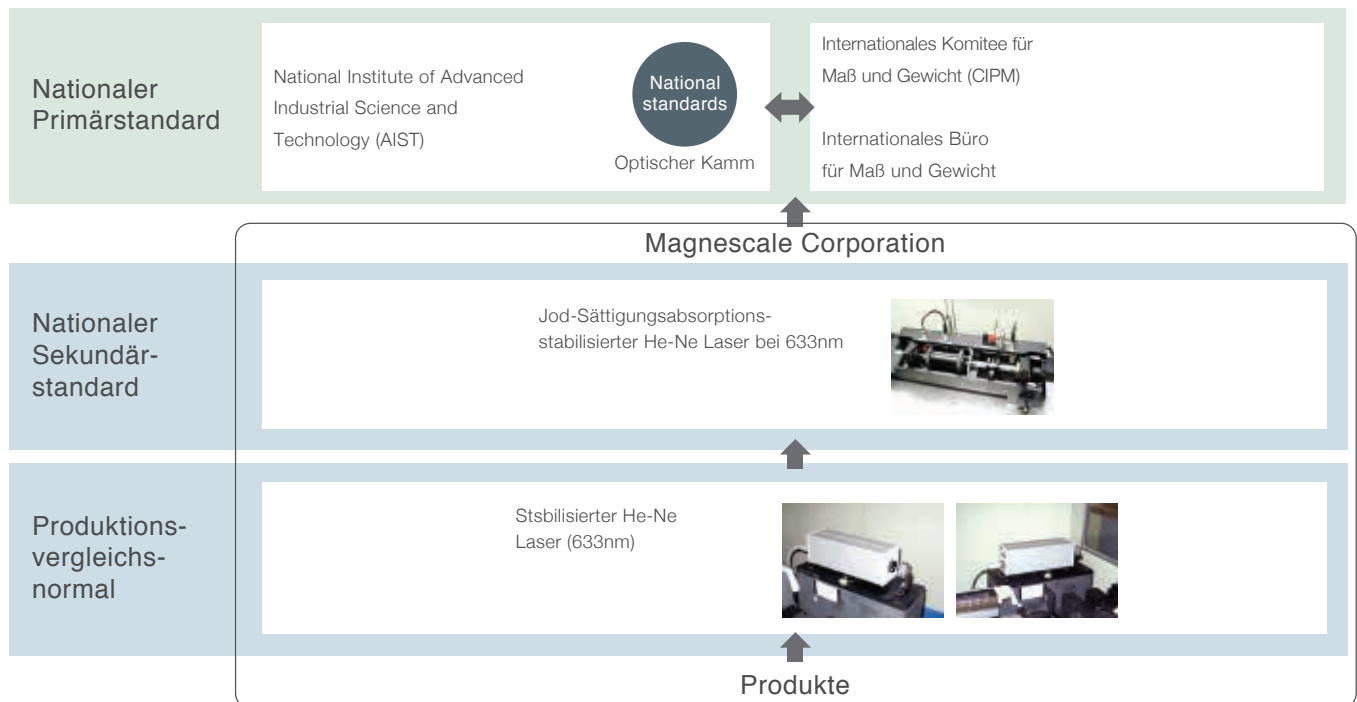 Nationaler
Primärstandard
National Institute of Advanced
Industrial Science and
Technology (AIST)
National
standards
Optischer Kamm
Internationales Komitee für
Maß und Gewicht (CIPM)
Internationales Büro
für Maß und Gewicht
Magnescale Corporation
Nationaler
Sekundär-
standard
Jod-Sättigungsabsorptions-
stabilisierter He-Ne Laser bei 633nm
Produktions-
vergleichs-
normal
Stsbilisierter He-Ne
Laser (633nm)
Produkte